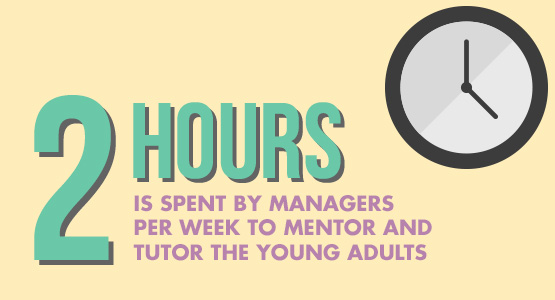 2 HOURS
IS SPENT BY MANAGERS
PER WEEK TO MENTOR AND
TUTOR THE YOUNG ADULTS